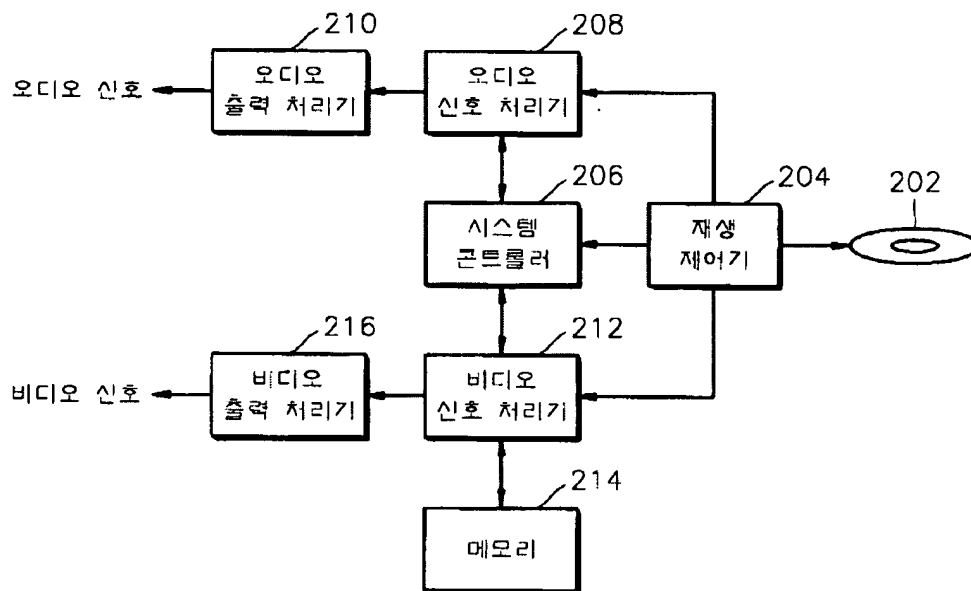 210
208
오디오 신호
오디오
출력 처리기
오디오
신호 처리기
206
204
202
시스템
콘트롤러
재생
제어기
216
212
비디오 신호
비디오
출력 처리기
비디오
신호 처리기
214
메모리